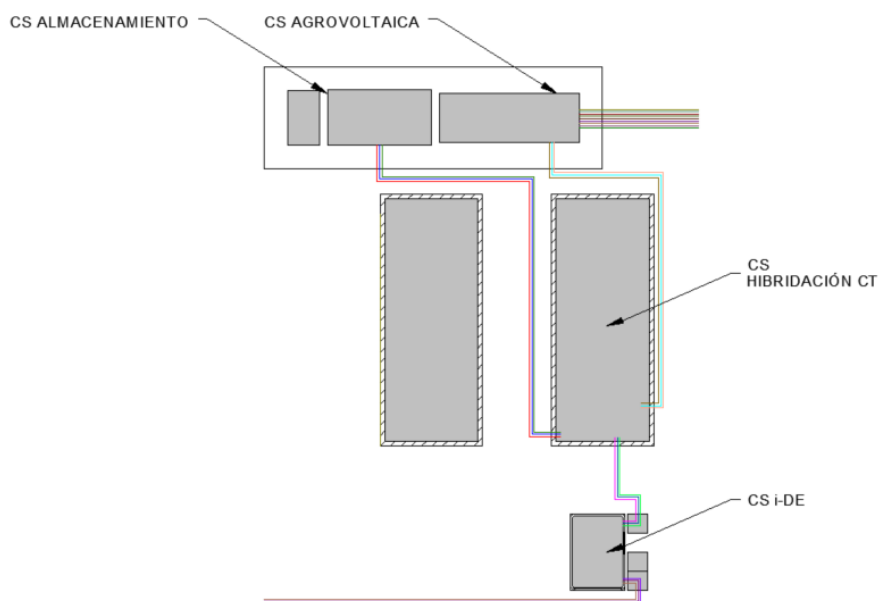 CS ALMACENAMIENTO
CS AGROVOLTAICA
CS
HIBRIDACIÓN CT
CS i-DE